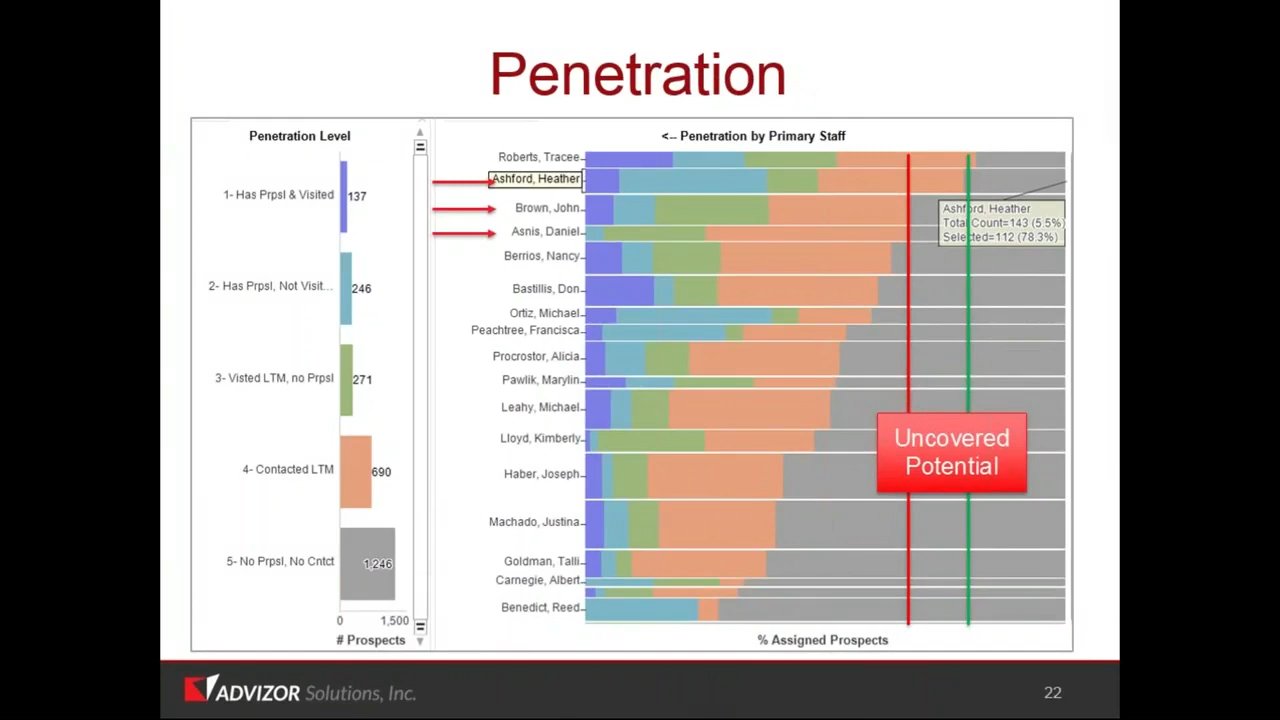 Penetration
Penetration Level
<-- Penetration by Primary Staff
1- Has Prpsl & Visited
137
2- Has Prpsl, Not Visit...
246
3- Visted LTM, no Prpsl
271
4- Contacted LTM
690
5- No Prpsl, No Cntct
1,246
0
1,500
# Prospects
Roberts, Tracee
Ashford, Heather
Brown, John
Asnis, Daniel
Berrios, Nancy
Bastillis, Don
Ortiz, Michael
Peachtree, Francisca
Procrostor, Alicia
Pawlik, Marylin
Leahy, Michael
Lloyd, Kimberly
Haber, Joseph
Machado, Justina
Goldman, Talli
Carnegie, Albert
Benedict, Reed
Ashford, Heather
Total Count=143 (5.5%)
Selected=112 (78.3%)
Uncovered
Potential
% Assigned Prospects
ADVIZOR Solutions, Inc.
22